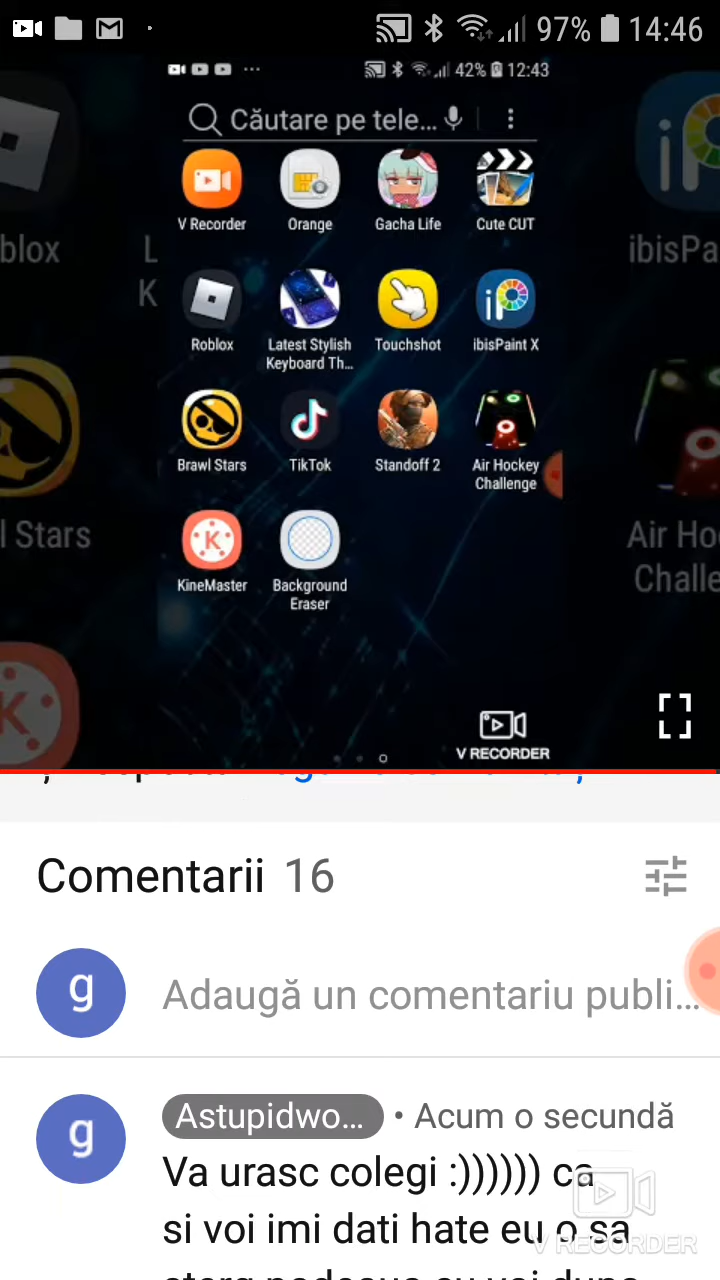 97% 14:46
42% 12:43
Căutare pe tele...
V Recorder Orange Gacha Life Cute CUT
blox
L
K
ibisPa
Roblox Latest Stylish Touchshot ibisPaint X
Keyboard Th...
Brawl Stars TikTok Standoff 2 Air Hockey
Challenge
l Stars
Air Ho
Challe
KineMaster Background
Eraser
V RECORDER
Comentarii 16
g Adaugă un comentariu publi...
g Astupidwo... • Acum o secundă
Va urasc colegi :)))))) ca
si voi imi dati hate eu o sa
V RECORDER